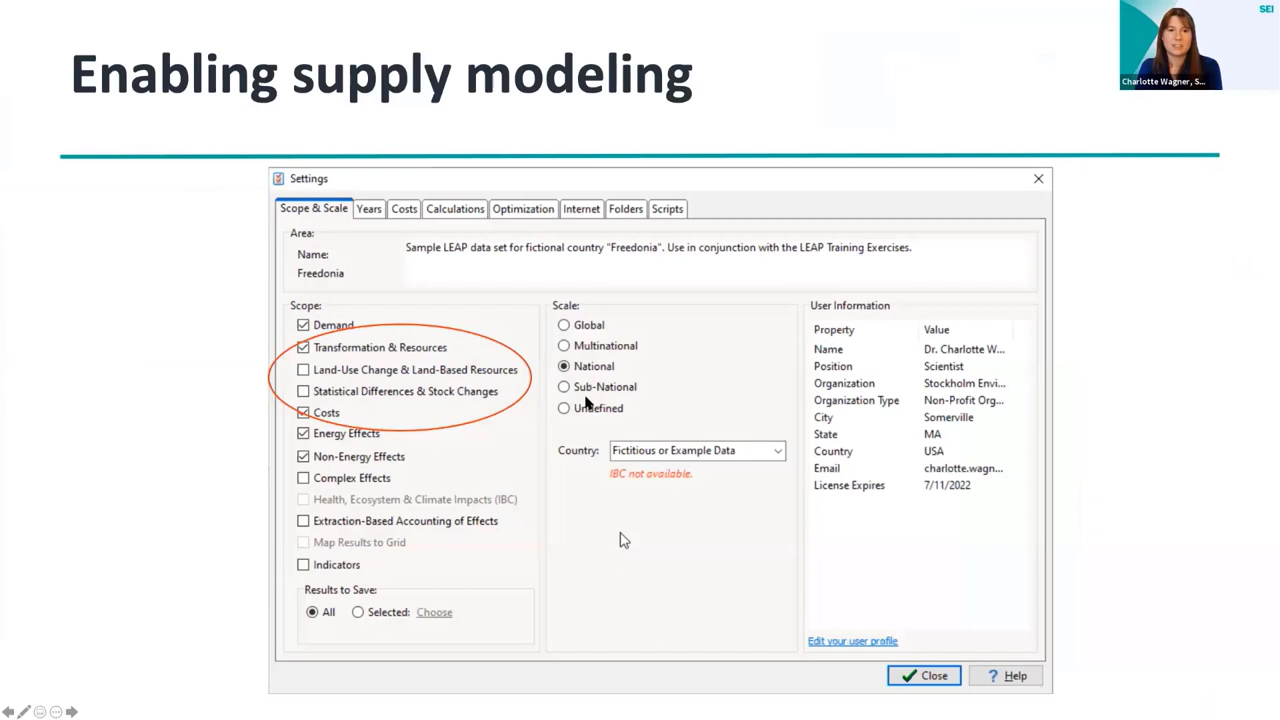 SEI
Charlotte Wagner, S...
Enabling supply modeling
Settings
Scope & Scale Years Costs Calculations Optimization Internet Folders Scripts
Area:
Name:
Freedonia
Sample LEAP data set for fictional country "Freedonia". Use in conjunction with the LEAP Training Exercises.
Scope:
Demand
Transformation & Resources
Land-Use Change & Land-Based Resources
Statistical Differences & Stock Changes
Costs
Energy Effects
Non-Energy Effects
Complex Effects
Health, Ecosystem & Climate Impacts (IBC)
Extraction-Based Accounting of Effects
Map Results to Grid
Indicators
Results to Save:
All Selected: Choose
Scale:
Global
Multinational
National
Sub-National
Undefined
Country: Fictitious or Example Data
IBC not available.
User Information
Property Value
Name Dr. Charlotte W...
Position Scientist
Organization Stockholm Envi...
Organization Type Non-Profit Org...
City Somerville
State MA
Country USA
Email charlotte.wagn...
License Expires 7/11/2022
Edit your user profile
Close ? Help